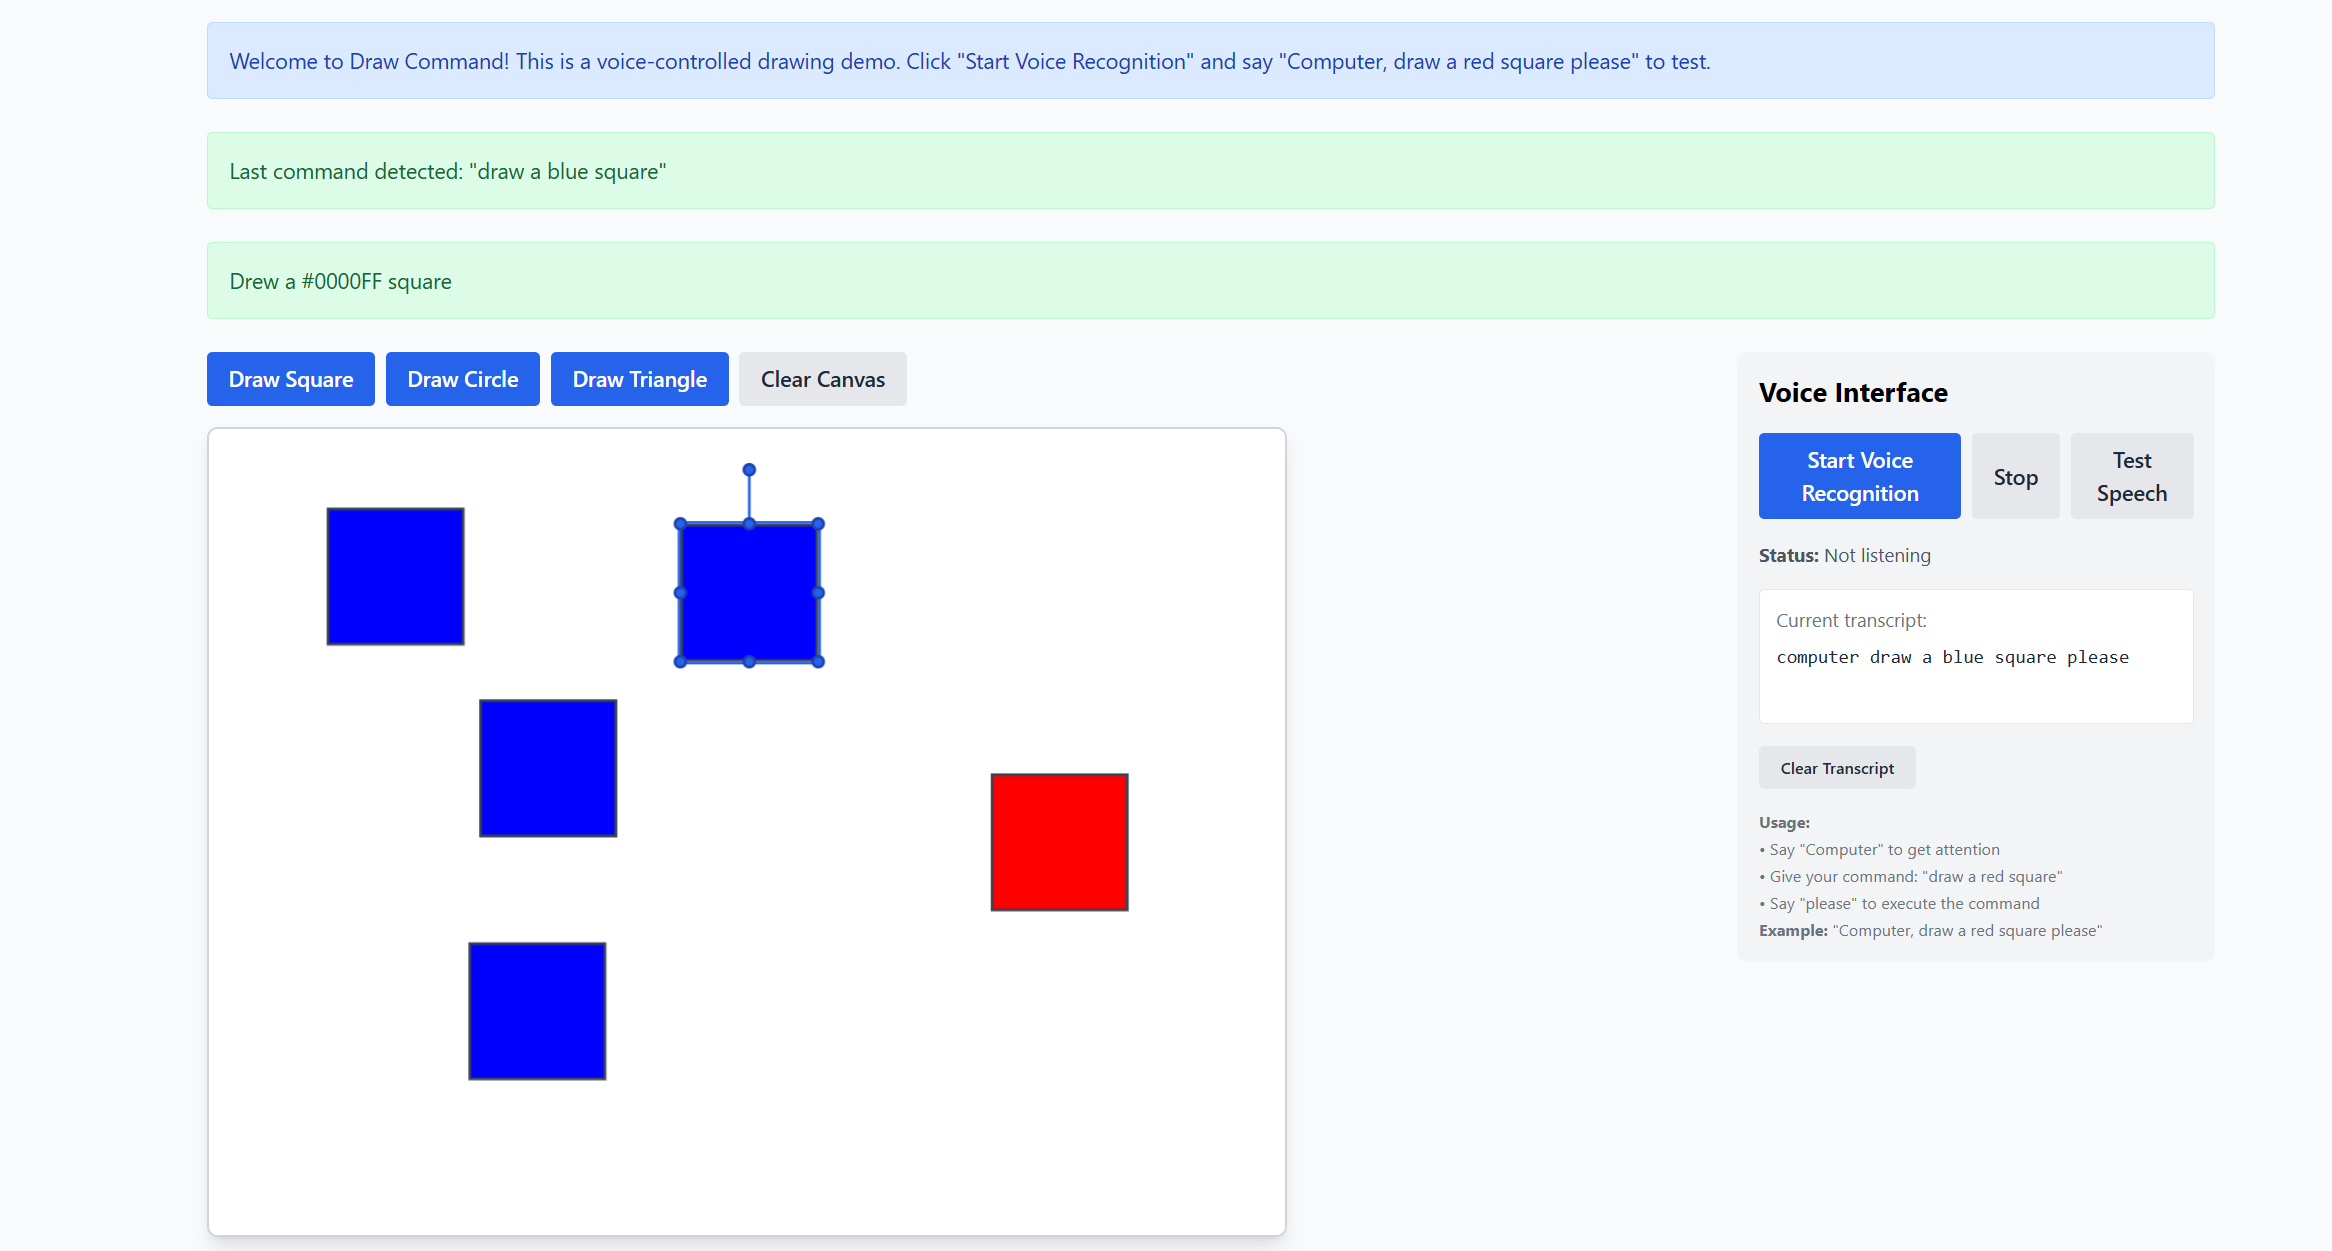 Welcome to Draw Command! This is a voice-controlled drawing demo. Click "Start Voice Recognition" and say "Computer, draw a red square please" to test.
Last command detected: "draw a blue square"
Drew a #0000FF square
Draw Square
Draw Circle
Draw Triangle
Clear Canvas
Voice Interface
Start Voice
Recognition
Stop
Test
Speech
Status: Not listening
Current transcript:
computer draw a blue square please
Clear Transcript
Usage:
• Say "Computer" to get attention
• Give your command: "draw a red square"
• Say "please" to execute the command
Example: "Computer, draw a red square please"